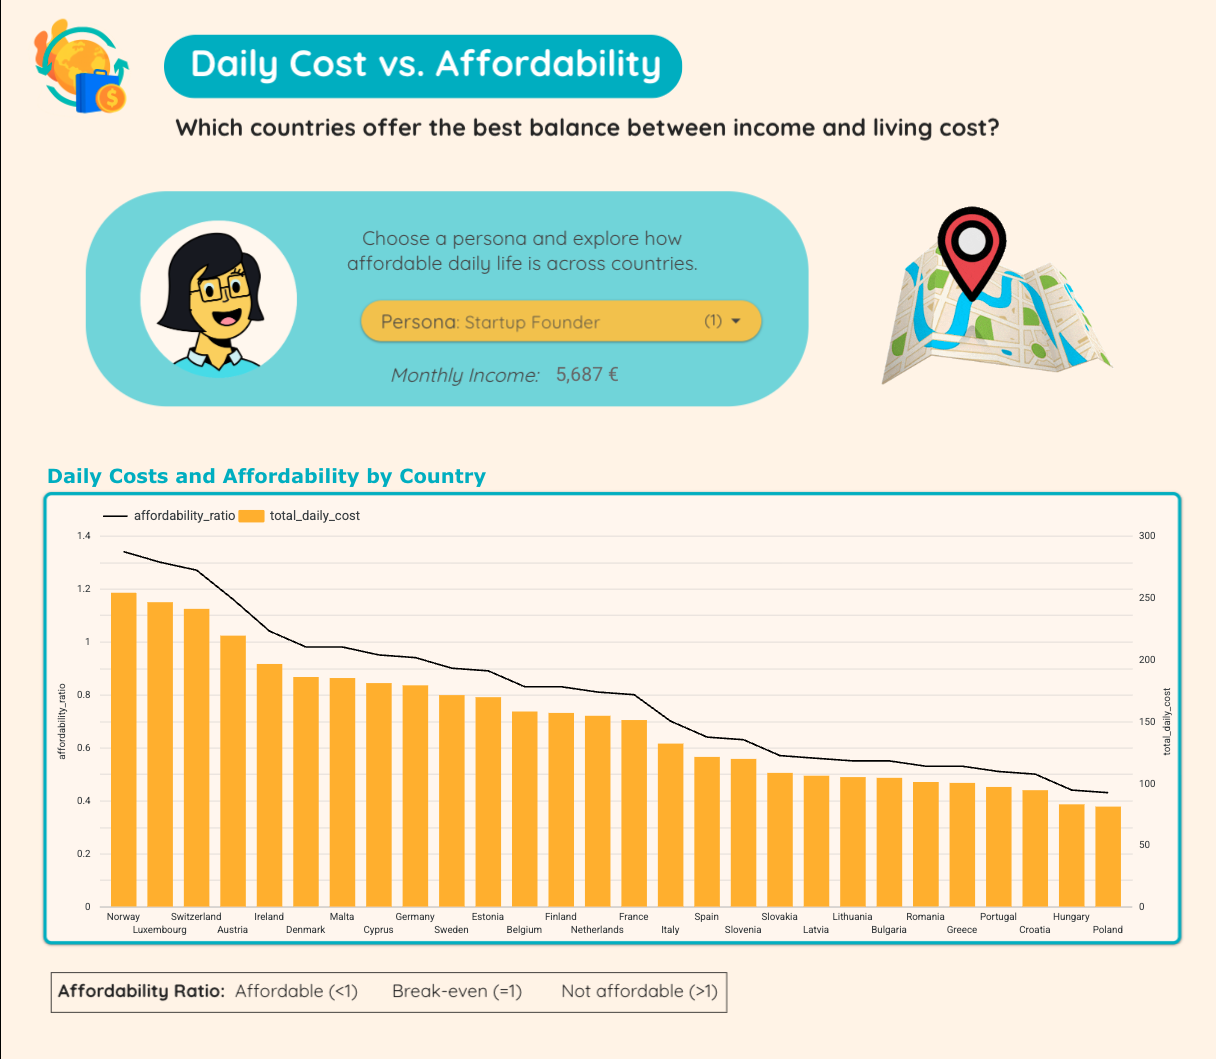 Daily Cost vs. Affordability
Which countries offer the best balance between income and living cost?
Choose a persona and explore how
affordable daily life is across countries.
Persona: Startup Founder (1)
Monthly Income: 5,687 €
Daily Costs and Affordability by Country
affordability_ratio total_daily_cost
1.4
1.2
1
0.8
0.6
0.4
0.2
0
affordability_ratio
300
250
200
150
100
50
0
total_daily_cost
Norway Switzerland Ireland Malta Germany Estonia Finland France Spain Slovakia Lithuania Romania Portugal Hungary
Luxembourg Austria Denmark Cyprus Sweden Belgium Netherlands Italy Slovenia Latvia Bulgaria Greece Croatia Poland
Affordability Ratio: Affordable (<1) Break-even (=1) Not affordable (>1)
$